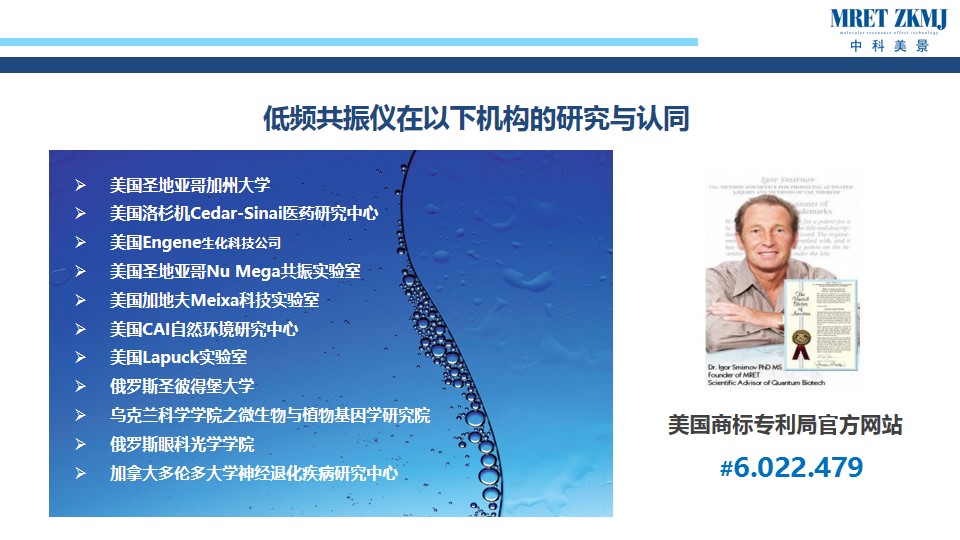 MRET ZKMJ
molecular resonance effect technology
中科美景
低频共振仪在以下机构的研究与认同
美国圣地亚哥加州大学
美国洛杉机Cedar-Sinai医药研究中心
美国Engene生化科技公司
美国圣地亚哥Nu Mega共振实验室
美国加地夫Meixa科技实验室
美国CAI自然环境研究中心
美国Lapuck实验室
俄罗斯圣彼得堡大学
乌克兰科学学院之微生物与植物基因学研究院
俄罗斯眼科光学学院
加拿大多伦多大学神经退化疾病研究中心
Igor Smirnov
The
United
States
of
America
Dr. Igor Smirnov PhD MS
Founder of MRET
Scientific Advisor of Quantum Biotech
美国商标专利局官方网站
#6.022.479